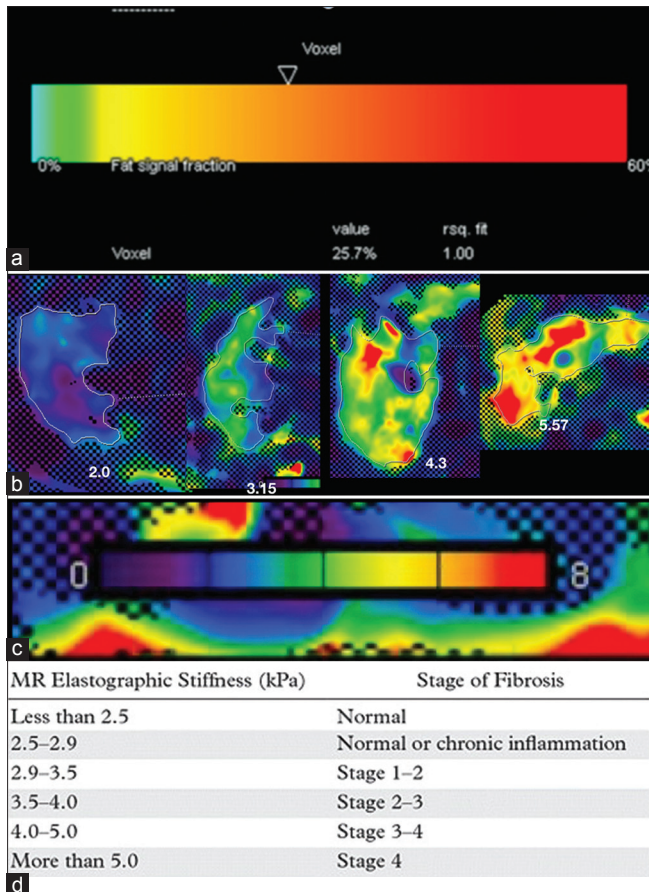 Voxel
0%
Fat signal fraction
60%
value
rsq. fit
Voxel
25.7%
1.00
a
2.0
3.15
4.3
5.57
b
0
8
c
MR Elastographic Stiffness (kPa)
Stage of Fibrosis
Less than 2.5
Normal
2.5–2.9
Normal or chronic inflammation
2.9–3.5
Stage 1–2
3.5–4.0
Stage 2–3
4.0–5.0
Stage 3–4
More than 5.0
Stage 4
d